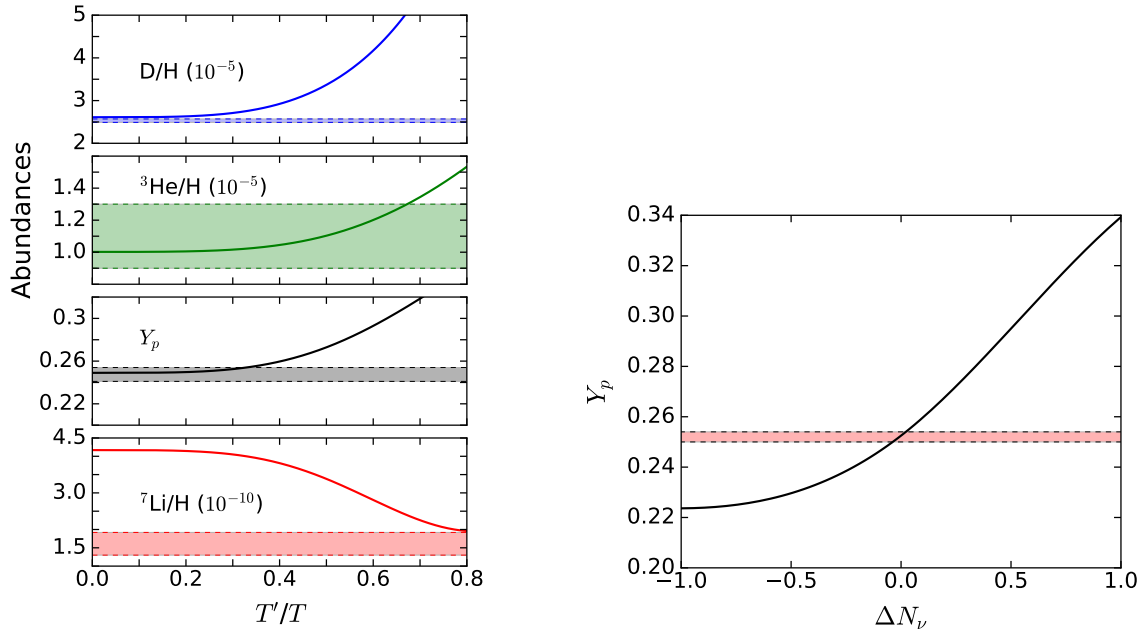 Abundances
5
4
3
2
D/H (10⁻⁵)
1.4
1.2
1.0
³He/H (10⁻⁵)
0.3
0.26
0.22
Yₚ
4.5
3.0
1.5
⁷Li/H (10⁻¹⁰)
0.0 0.2 0.4 0.6 0.8
T′/T
Yₚ
0.34
0.32
0.30
0.28
0.26
0.24
0.22
0.20
−1.0 −0.5 0.0 0.5 1.0
ΔN_ν